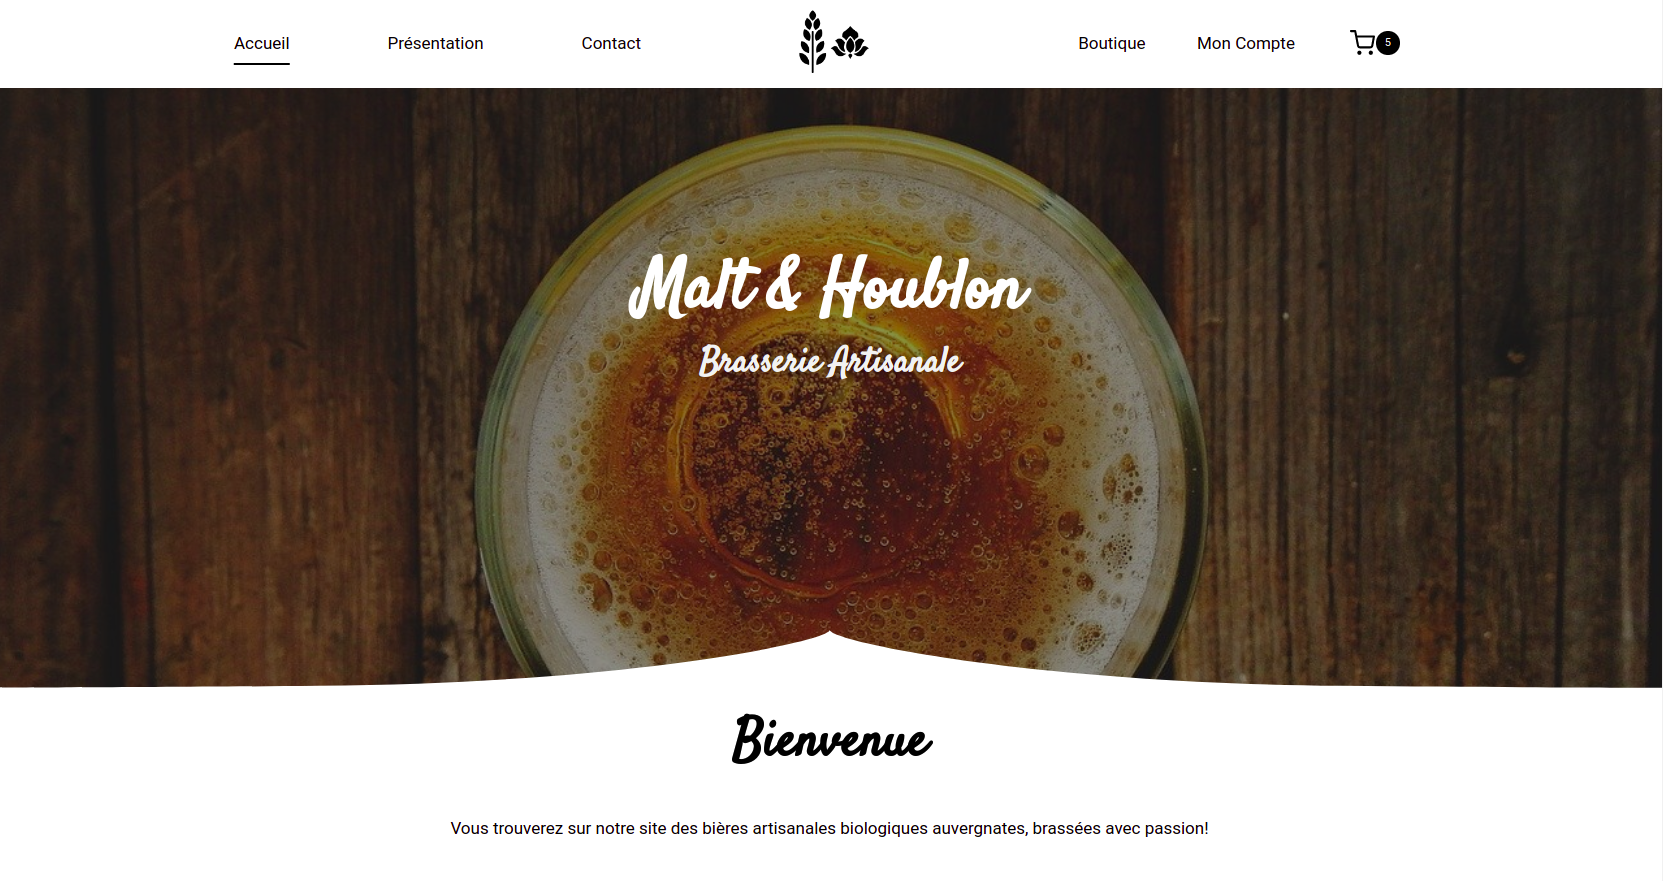 Accueil Présentation Contact Boutique Mon Compte 5
Malt & Houblon
Brasserie Artisanale
Bienvenue
Vous trouverez sur notre site des bières artisanales biologiques auvergnates, brassées avec passion!